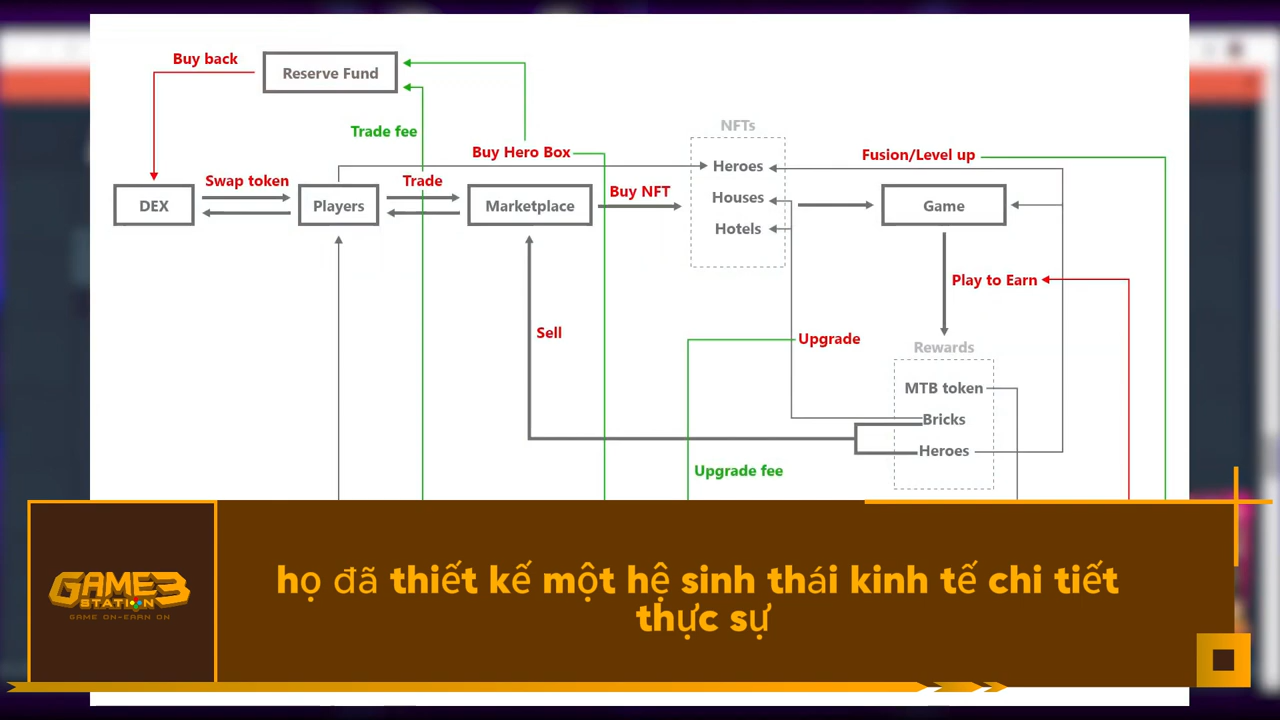 Buy back
Reserve Fund
Trade fee
NFTs
Buy Hero Box
Fusion/Level up
Heroes
Swap token
Trade
Buy NFT
DEX
Players
Marketplace
Houses
Game
Hotels
Play to Earn
Sell
Upgrade
Rewards
MTB token
Bricks
Heroes
Upgrade fee
họ đã thiết kế một hệ sinh thái kinh tế chi tiết
thực sự
GAME3
STATION
GAME ON-EARN ON